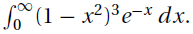 ∫₀^∞ (1 − x²)³e⁻ˣ dx.